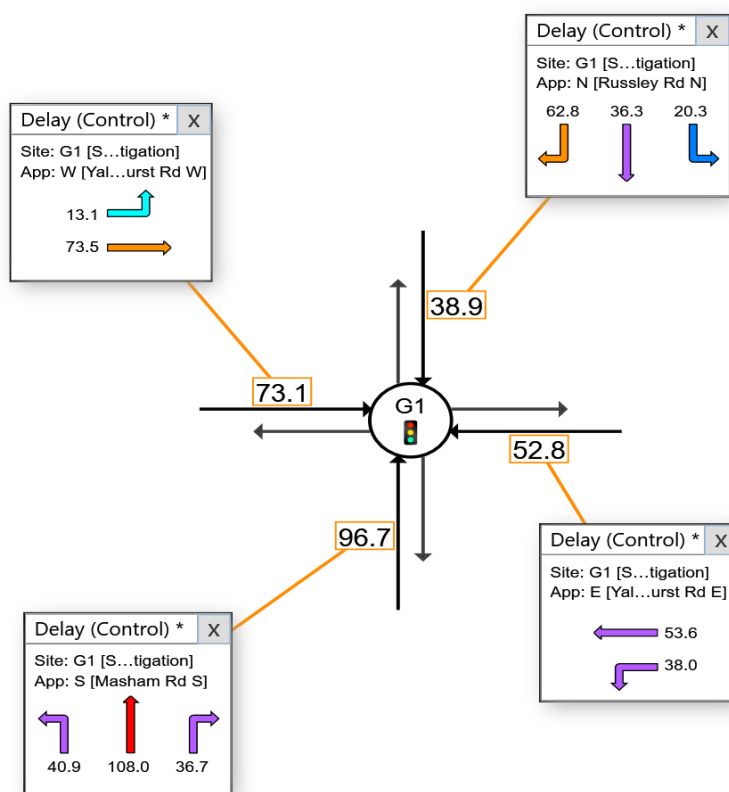 Delay (Control) * X
Site: G1 [S...tigation]
App: N [Russley Rd N]
62.8 36.3 20.3
Delay (Control) * X
Site: G1 [S...tigation]
App: W [Yal...urst Rd W]
13.1
73.5
38.9
73.1
G1
52.8
96.7
Delay (Control) * X
Site: G1 [S...tigation]
App: E [Yal...urst Rd E]
53.6
38.0
Delay (Control) * X
Site: G1 [S...tigation]
App: S [Masham Rd S]
40.9 108.0 36.7